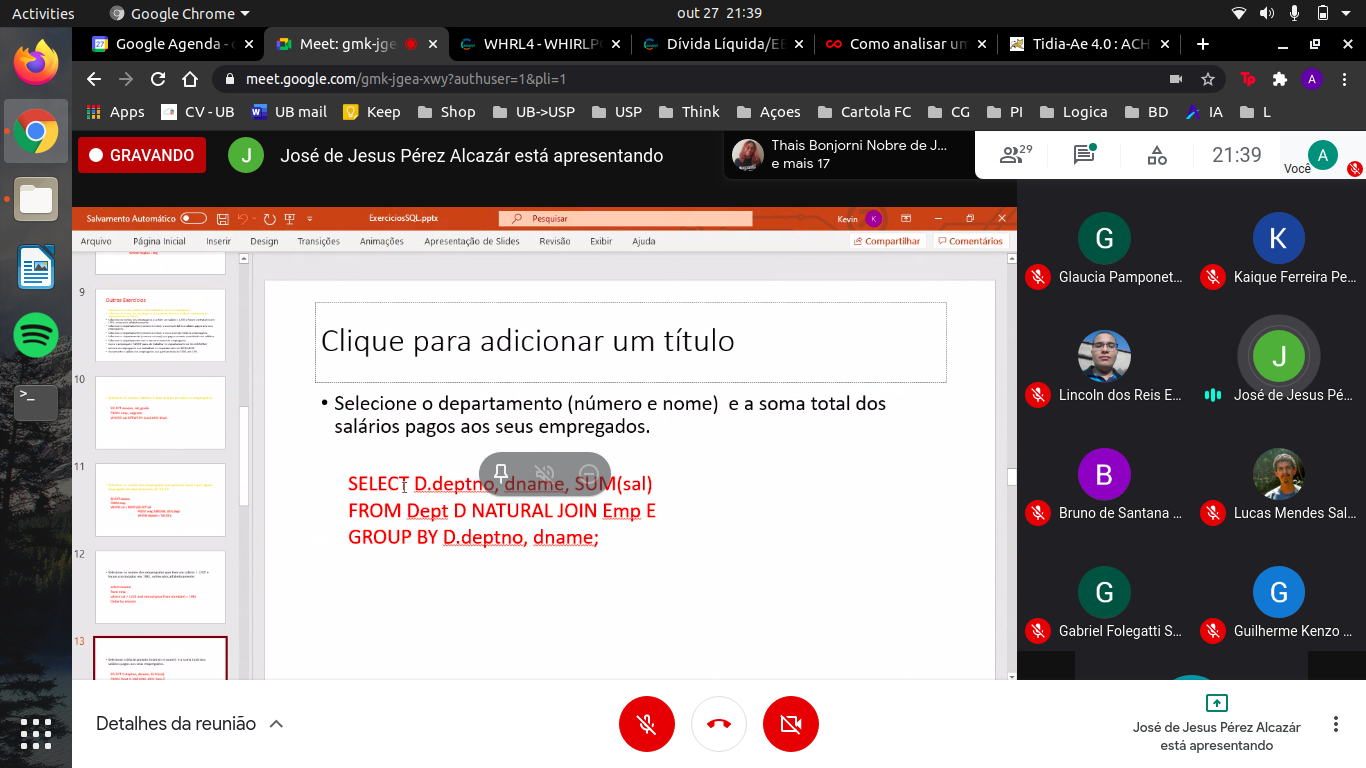 Activities
Google Chrome
out 27 21:39
Google Agenda - c
Meet: gmk-jge
WHRL4 - WHIRLP
Dívida Líquida/EB
Como analisar um
Tidia-Ae 4.0 : ACH
meet.google.com/gmk-jgea-xwy?authuser=1&pli=1
A
Apps
CV - UB
UB mail
Keep
Shop
UB->USP
USP
Think
Açoes
Cartola FC
CG
PI
Logica
BD
IA
L
GRAVANDO
J
José de Jesus Pérez Alcazár está apresentando
Thais Bonjorni Nobre de J...
e mais 17
29
21:39
Você
A
Salvamento Automático
ExerciciosSQL.pptx
Pesquisar
Kevin
K
Arquivo
Página Inicial
Inserir
Design
Transições
Animações
Apresentação de Slides
Revisão
Exibir
Ajuda
Compartilhar
Comentários
9
Outros Exercícios
10
11
12
13
Clique para adicionar um título
• Selecione o departamento (número e nome) e a soma total dos
salários pagos aos seus empregados.
SELECT D.deptno, dname, SUM(sal)
FROM Dept D NATURAL JOIN Emp E
GROUP BY D.deptno, dname;
G
Glaucia Pamponet...
K
Kaique Ferreira Pe...
Lincoln dos Reis E...
J
José de Jesus Pé...
B
Bruno de Santana ...
Lucas Mendes Sal...
G
Gabriel Folegatti S...
G
Guilherme Kenzo ...
Detalhes da reunião
José de Jesus Pérez Alcazár
está apresentando